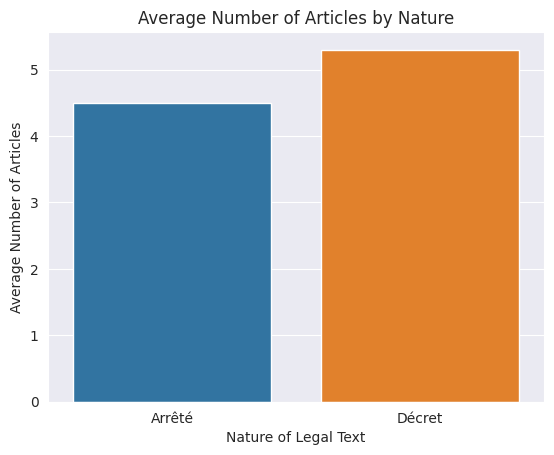 Average Number of Articles by Nature
Average Number of Articles
5
4
3
2
1
0
Arrêté Décret
Nature of Legal Text